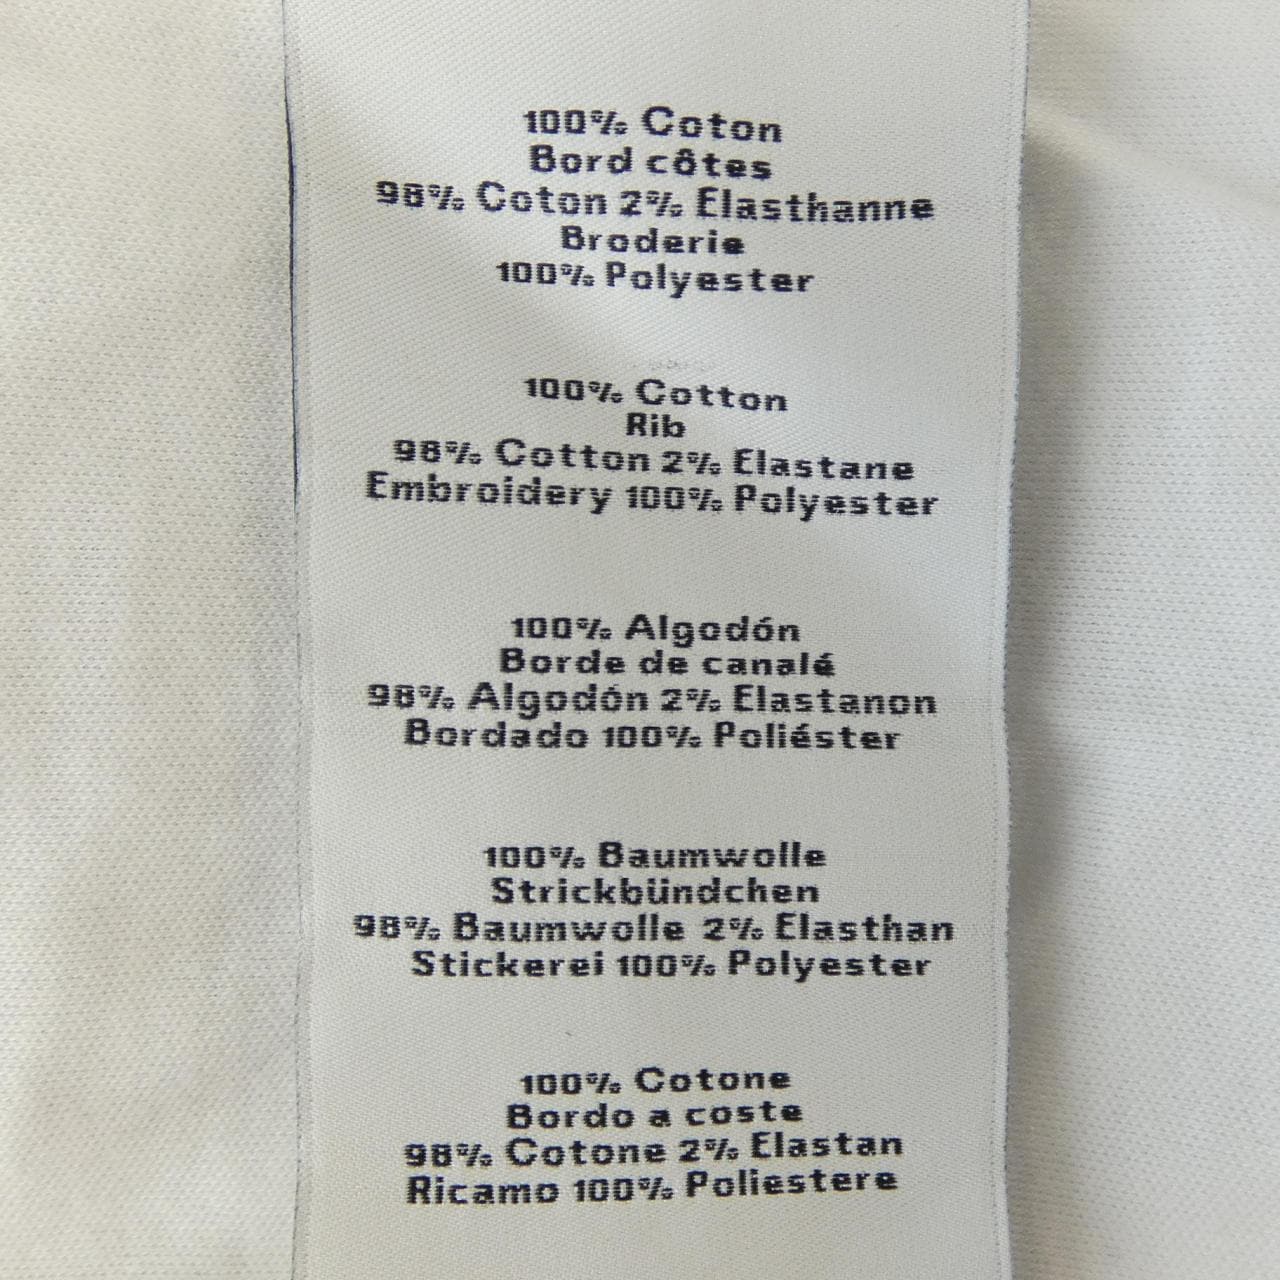 100% Coton
Bord côtes
98% Coton 2% Elasthanne
Broderie
100% Polyester
100% Cotton
Rib
98% Cotton 2% Elastane
Embroidery 100% Polyester
100% Algodón
Borde de canalé
98% Algodón 2% Elastanon
Bordado 100% Poliéster
100% Baumwolle
Strickbündchen
98% Baumwolle 2% Elasthan
Stickerei 100% Polyester
100% Cotone
Bordo a coste
98% Cotone 2% Elastan
Ricamo 100% Poliestere